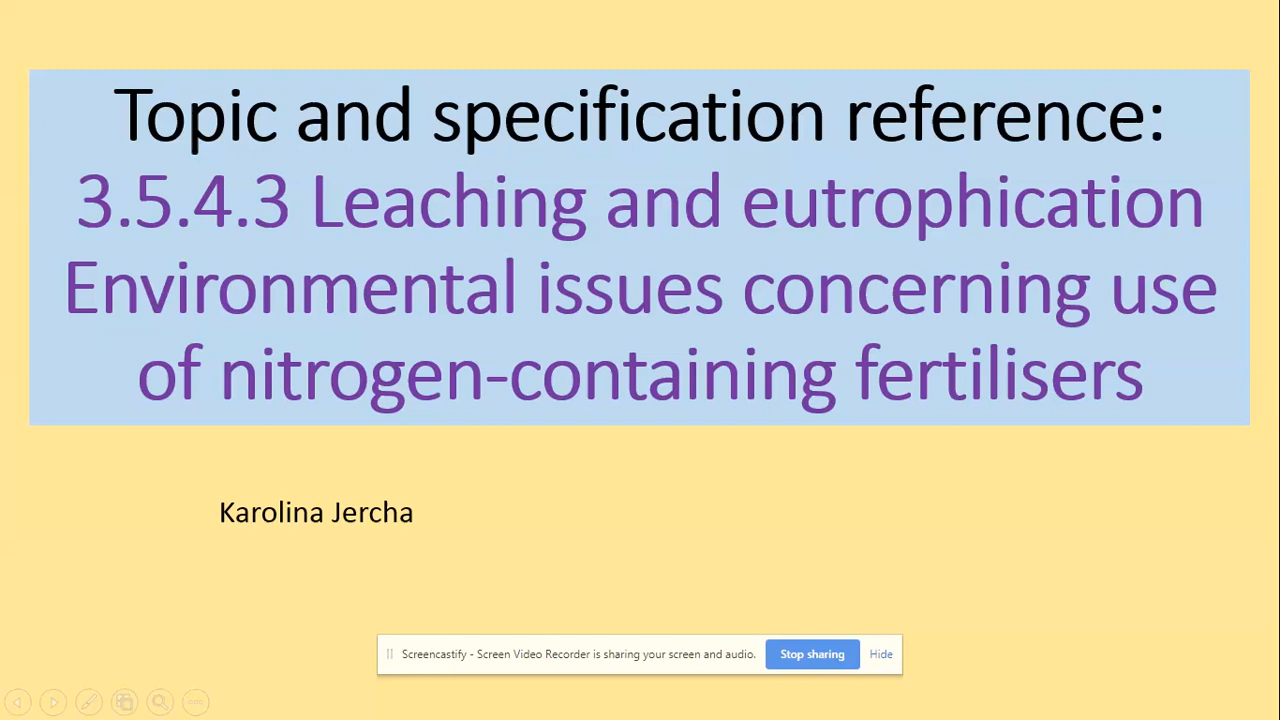 Topic and specification reference:
3.5.4.3 Leaching and eutrophication
Environmental issues concerning use
of nitrogen-containing fertilisers
Karolina Jercha
Screencastify - Screen Video Recorder is sharing your screen and audio. Stop sharing Hide